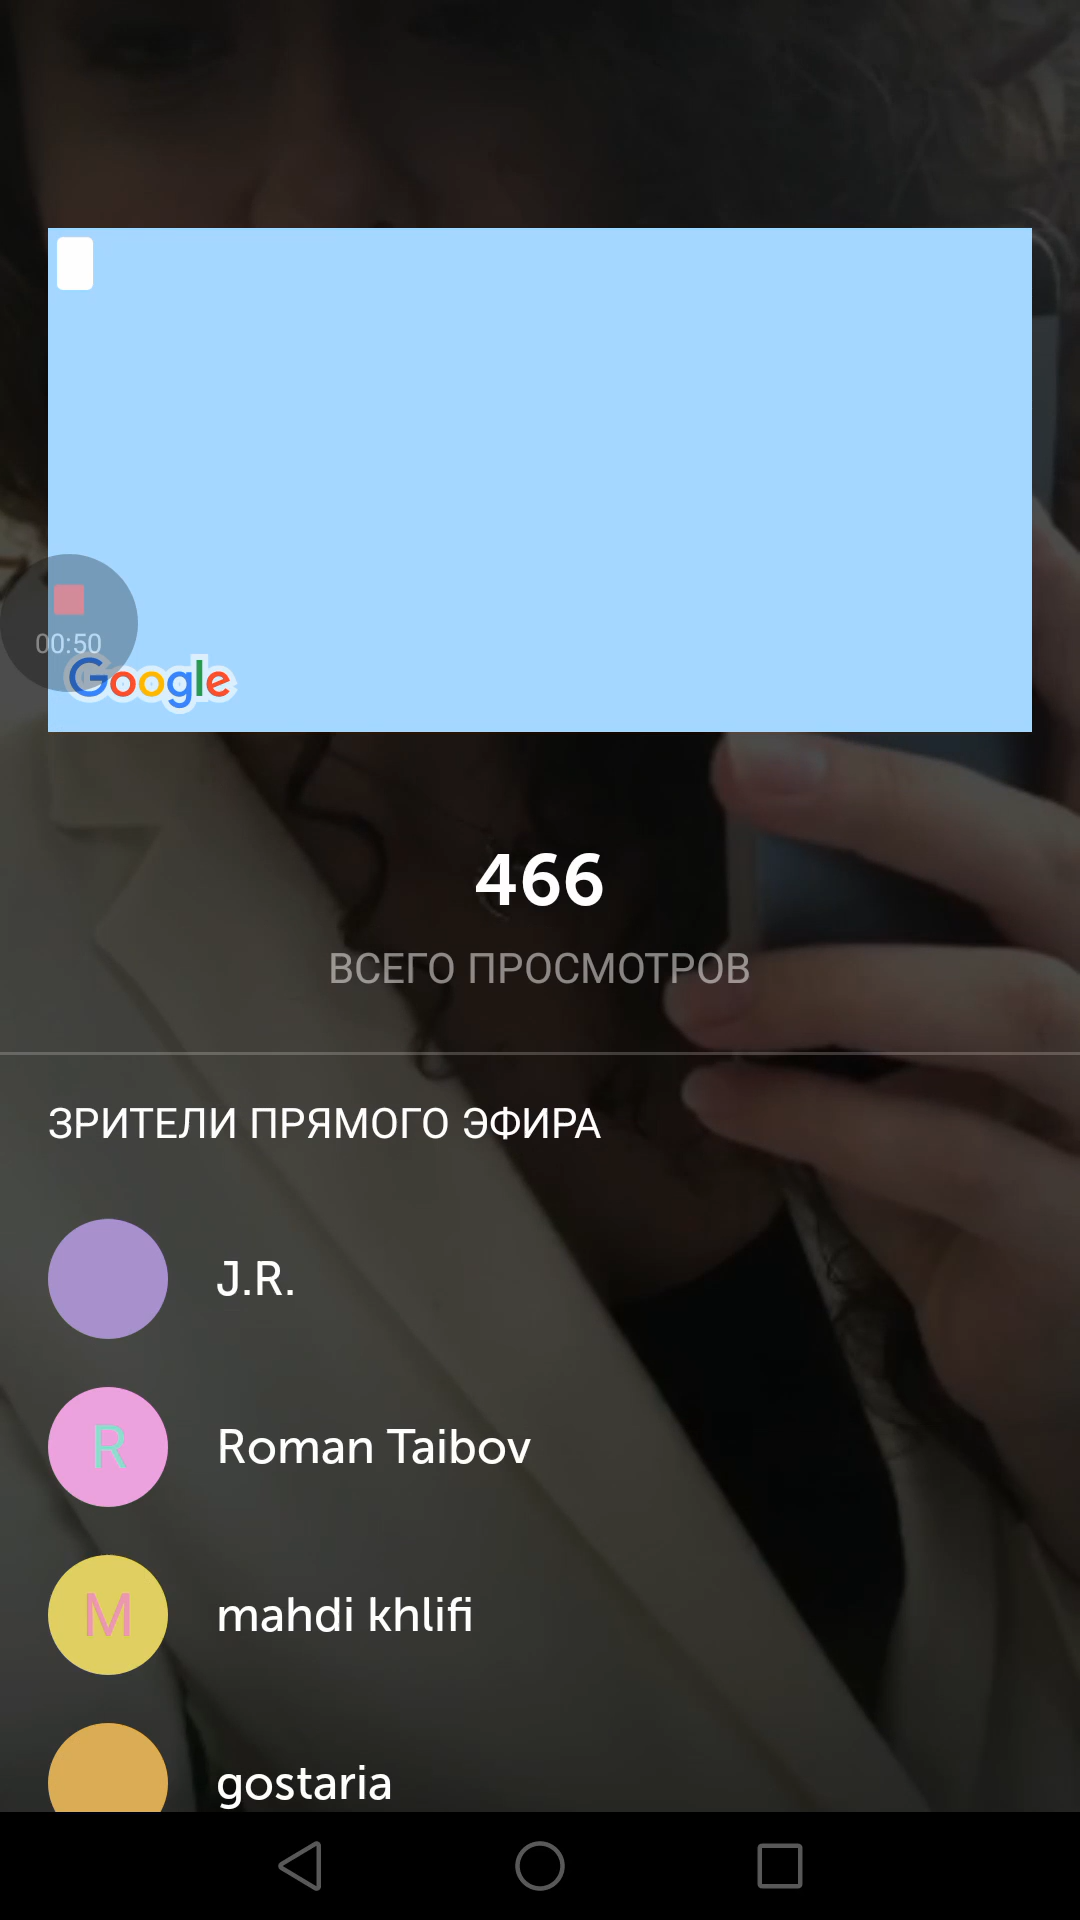 00:50
Google
466
ВСЕГО ПРОСМОТРОВ
ЗРИТЕЛИ ПРЯМОГО ЭФИРА
J.R.
R
Roman Taibov
M
mahdi khlifi
gostaria